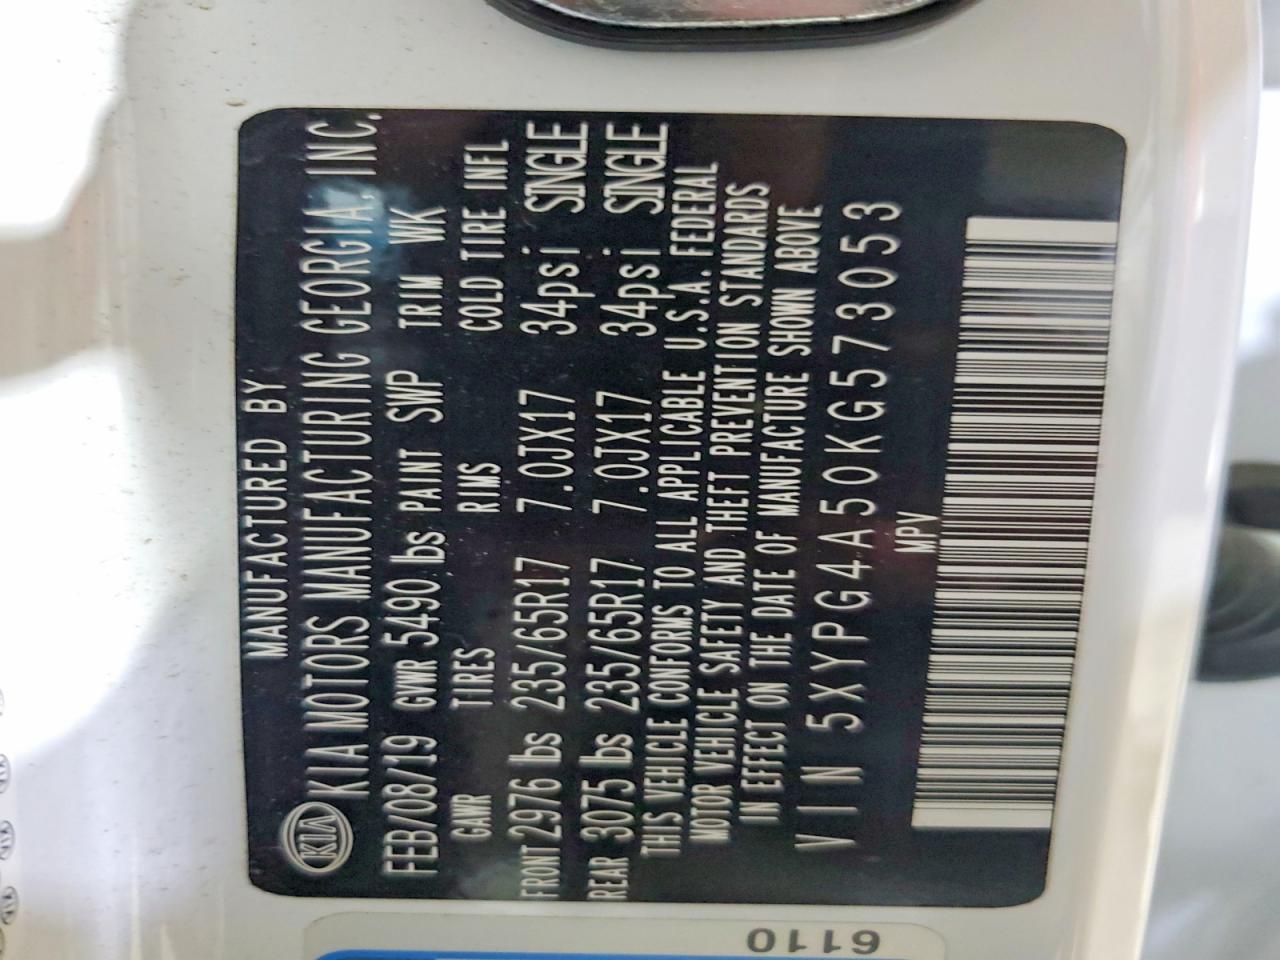 MANUFACTURED BY
KIA KIA MOTORS MANUFACTURING GEORGIA, INC.
FEB/08/19 GVWR 5490 lbs PAINT SWP TRIM WK
GAWR TIRES RIMS COLD TIRE INFL
FRONT 2976 lbs 235/65R17 7.0JX17 34psi SINGLE
REAR 3075 lbs 235/65R17 7.0JX17 34psi SINGLE
THIS VEHICLE CONFORMS TO ALL APPLICABLE U.S.A. FEDERAL
MOTOR VEHICLE SAFETY AND THEFT PREVENTION STANDARDS
IN EFFECT ON THE DATE OF MANUFACTURE SHOWN ABOVE
VIN 5XYPG4A50KG573053
MPV
6110